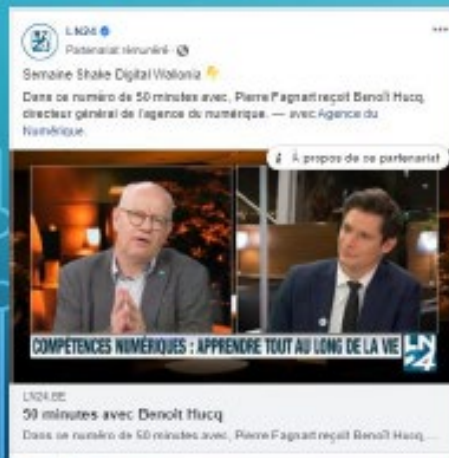 LN24
Partenariat rémunéré ·
Semaine Shake Digital Wallonia 👇
Dans ce numéro de 50 minutes avec, Pierre Fagnart reçoit Benoît Hucq,
directeur général de l'agence du numérique. — avec Agence du
Numérique.
À propos de ce partenariat
COMPÉTENCES NUMÉRIQUES : APPRENDRE TOUT AU LONG DE LA VIE
LN
24
LN24.BE
50 minutes avec Benoît Hucq
Dans ce numéro de 50 minutes avec, Pierre Fagnart reçoit Benoît Hucq,...